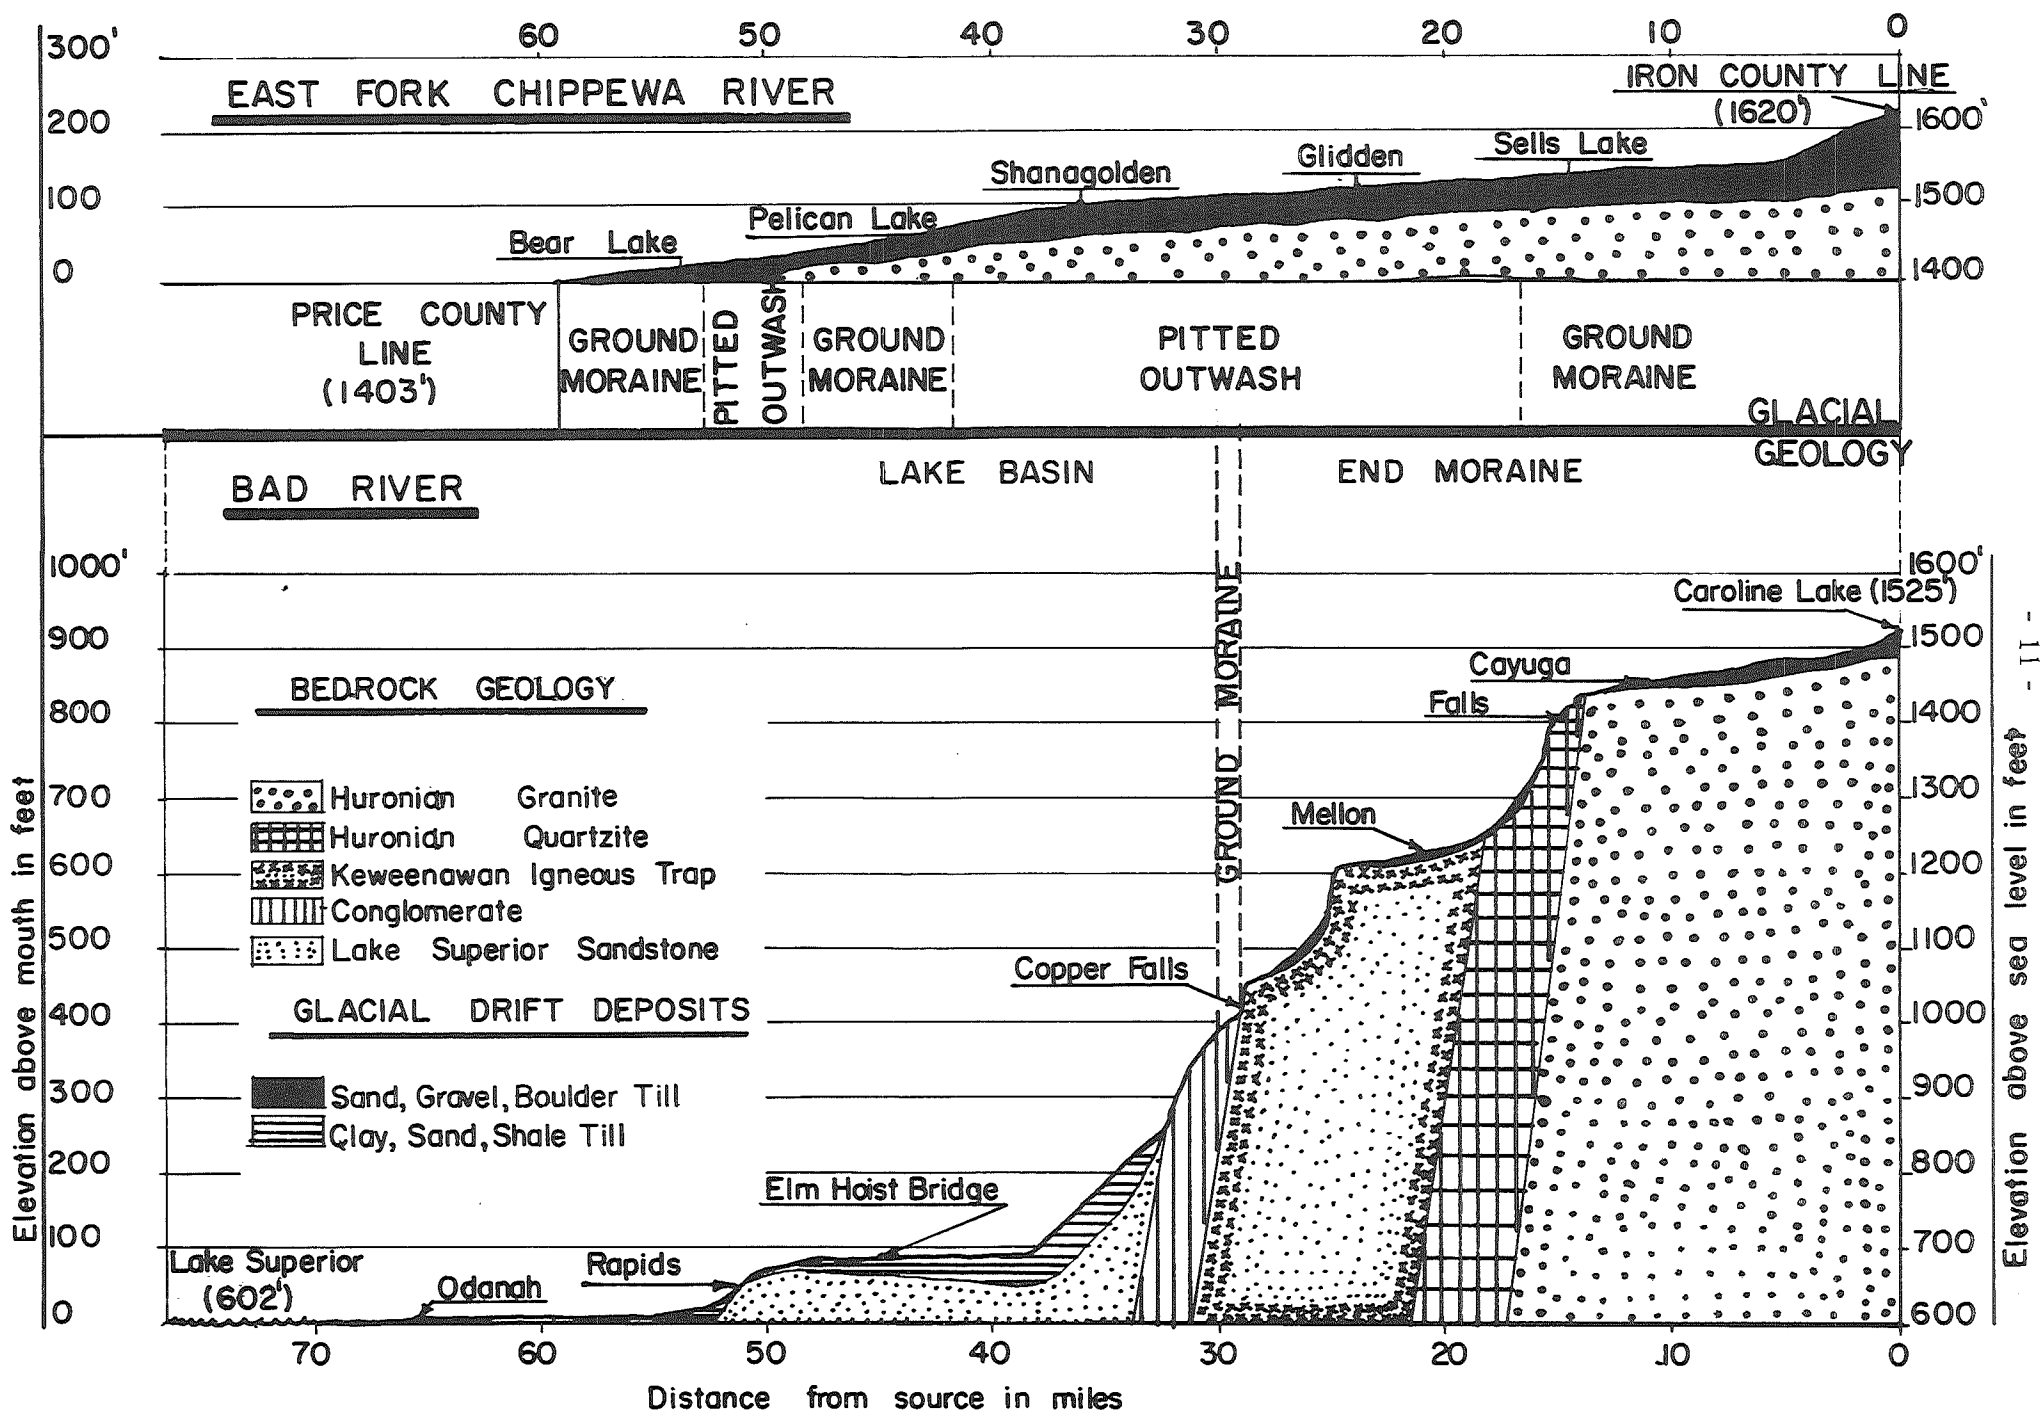 60 50 40 30 20 10 0
300'
EAST FORK CHIPPEWA RIVER
IRON COUNTY LINE
(1620')
200
1600'
Sells Lake
Glidden
Shanagolden
100
1500
Pelican Lake
Bear Lake
0
1400
PRICE COUNTY
LINE
(1403')
GROUND
MORAINE
PITTED
OUTWASH
GROUND
MORAINE
PITTED
OUTWASH
GROUND
MORAINE
GLACIAL
GEOLOGY
LAKE BASIN
GROUND MORAINE
END MORAINE
BAD RIVER
1000'
1600'
Caroline Lake (1525')
900
1500
Cayuga
BEDROCK GEOLOGY
Falls
800
1400
700
1300
Huronian Granite
Mellon
Huronian Quartzite
600
1200
Keweenawan Igneous Trap
Conglomerate
500
1100
Lake Superior Sandstone
Copper Falls
GLACIAL DRIFT DEPOSITS
400
1000
300
900
Sand, Gravel, Boulder Till
Clay, Sand, Shale Till
200
800
Elm Hoist Bridge
100
700
Lake Superior
(602')
Rapids
Odanah
0
600
70 60 50 40 30 20 10 0
Distance from source in miles
Elevation above mouth in feet
Elevation above sea level in feet
- 11 -